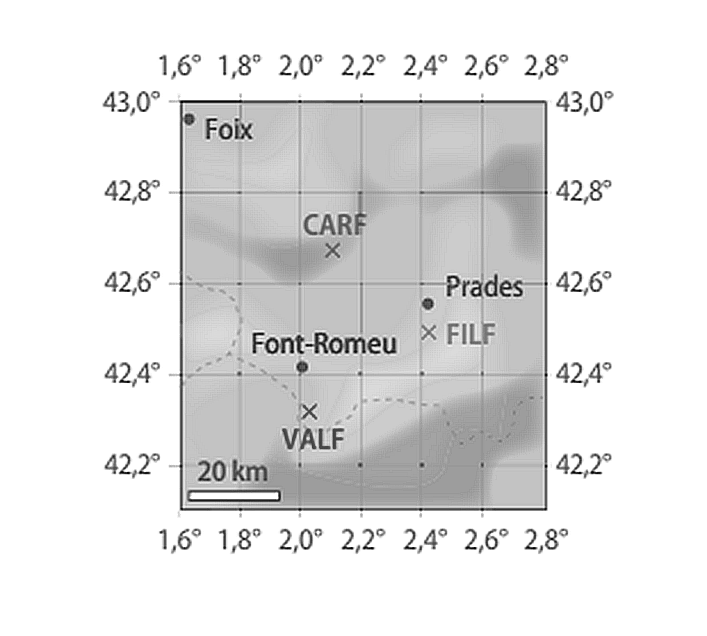 1,6° 1,8° 2,0° 2,2° 2,4° 2,6° 2,8°
43,0° 43,0°
Foix
42,8° 42,8°
CARF
42,6° 42,6°
Prades
FILF
Font-Romeu
42,4° 42,4°
VALF
42,2° 42,2°
20 km
1,6° 1,8° 2,0° 2,2° 2,4° 2,6° 2,8°